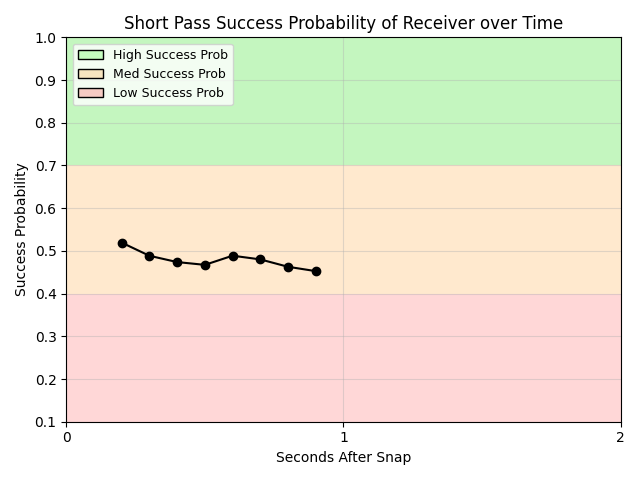 Short Pass Success Probability of Receiver over Time
1.0
High Success Prob
0.9
Med Success Prob
Low Success Prob
0.8
0.7
0.6
Success Probability
0.5
0.4
0.3
0.2
0.1
0
1
2
Seconds After Snap